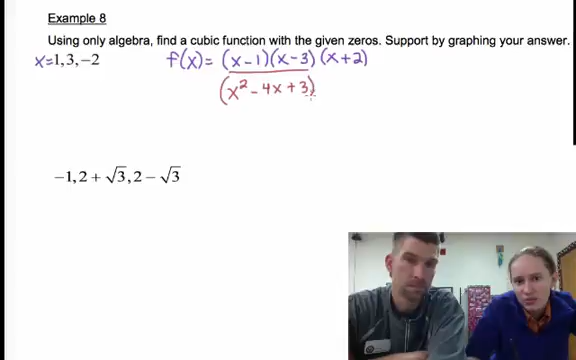 Example 8
Using only algebra, find a cubic function with the given zeros. Support by graphing your answer.
x=1,3,−2 f(x)= (x−1)(x−3)(x+2)
(x²−4x+3)
−1,2 + √3,2 − √3